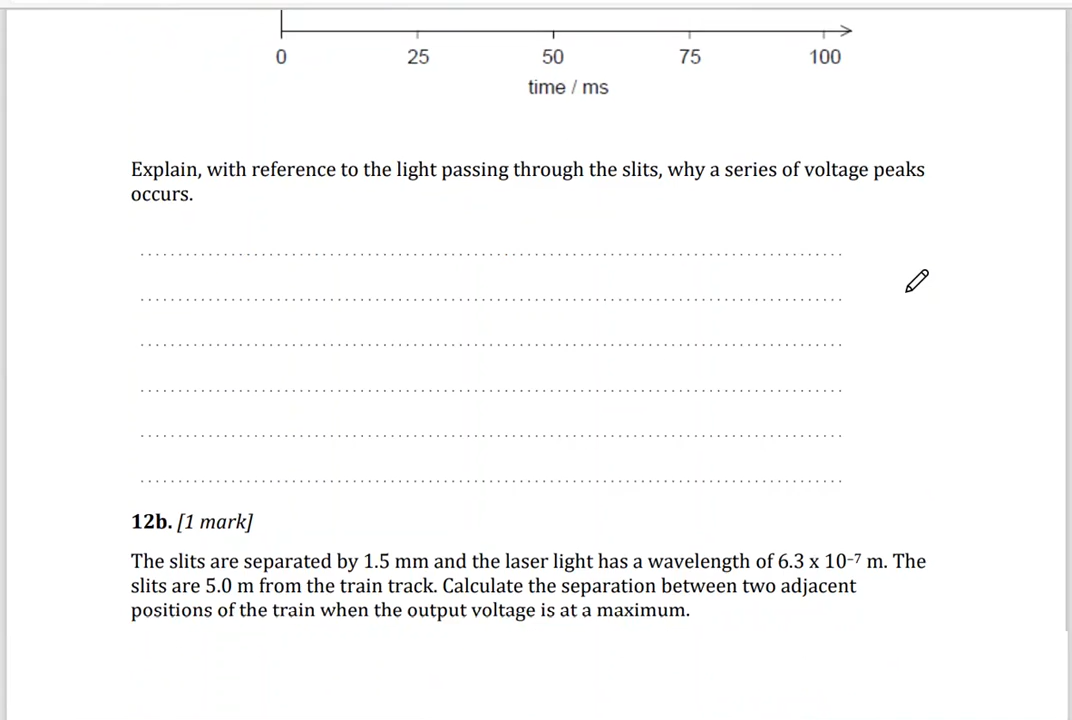 0 25 50 75 100
time / ms
Explain, with reference to the light passing through the slits, why a series of voltage peaks
occurs.
12b. [1 mark]
The slits are separated by 1.5 mm and the laser light has a wavelength of 6.3 x 10⁻⁷ m. The
slits are 5.0 m from the train track. Calculate the separation between two adjacent
positions of the train when the output voltage is at a maximum.